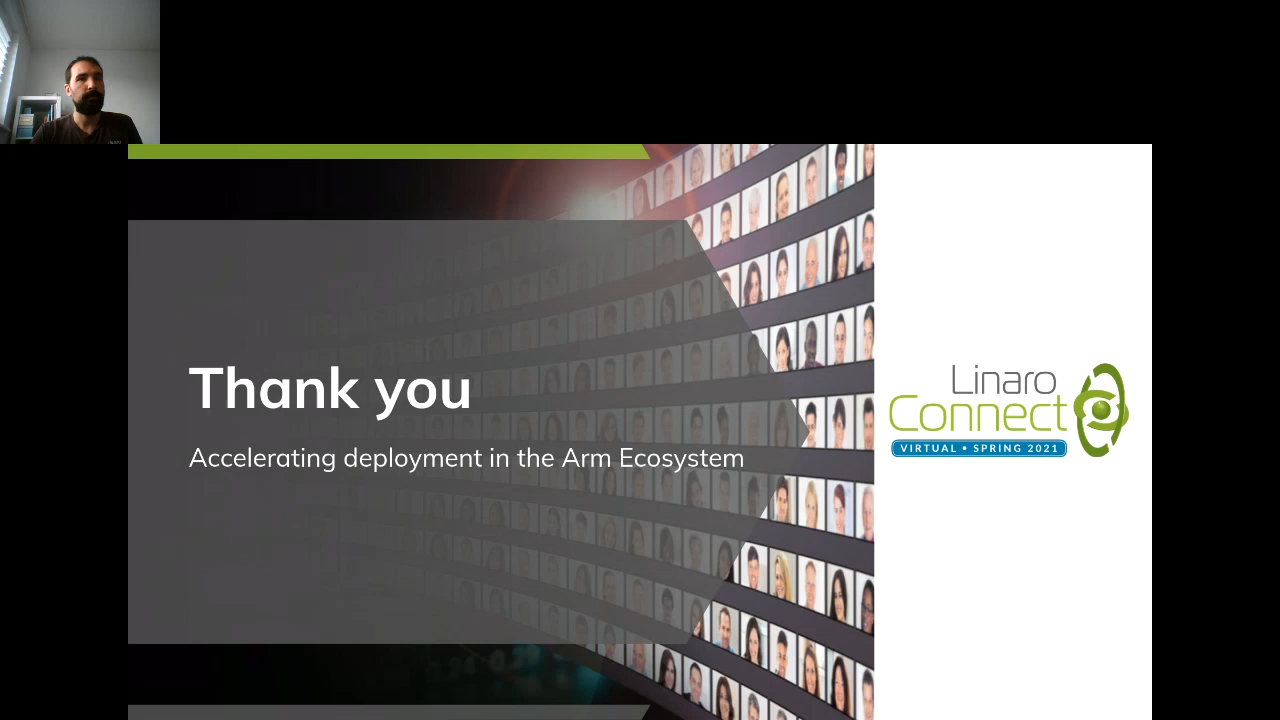 Thank you
Accelerating deployment in the Arm Ecosystem
Linaro
Connect
VIRTUAL • SPRING 2021